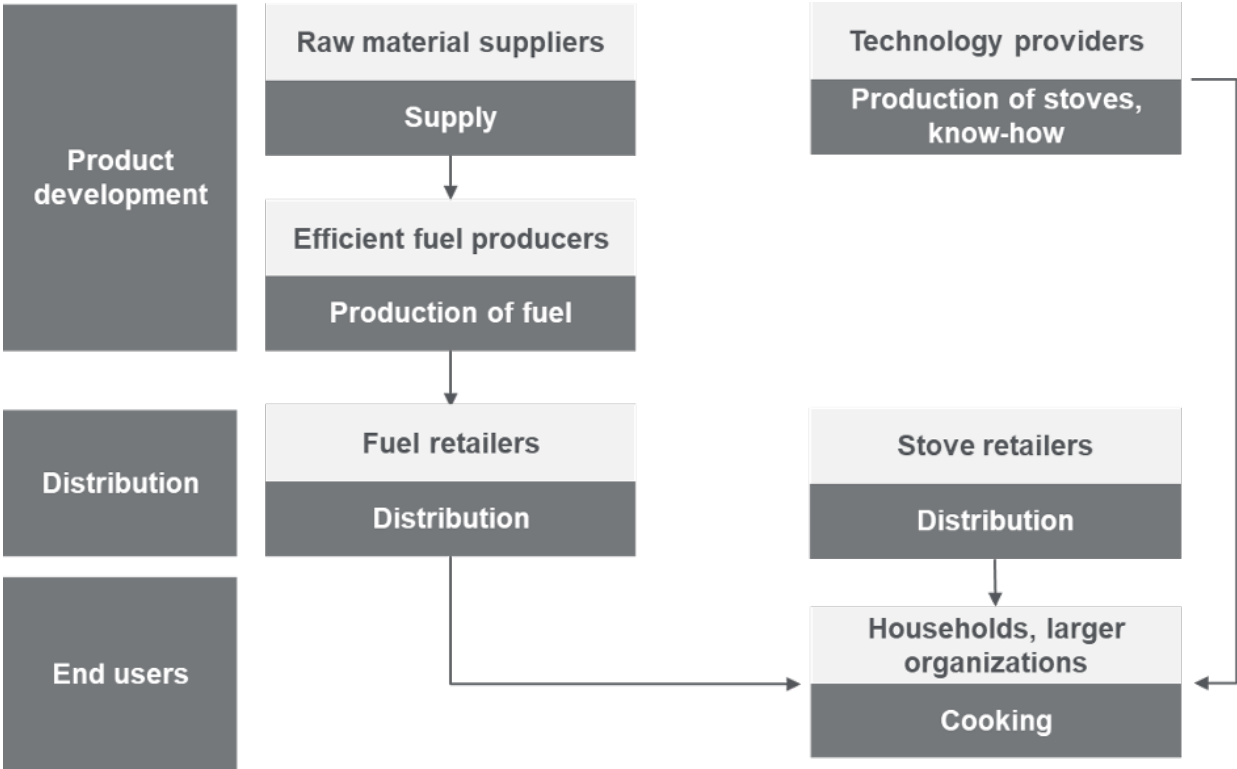 Product
development
Raw material suppliers
Supply
Efficient fuel producers
Production of fuel
Technology providers
Production of stoves,
know-how
Distribution
Fuel retailers
Distribution
Stove retailers
Distribution
End users
Households, larger
organizations
Cooking